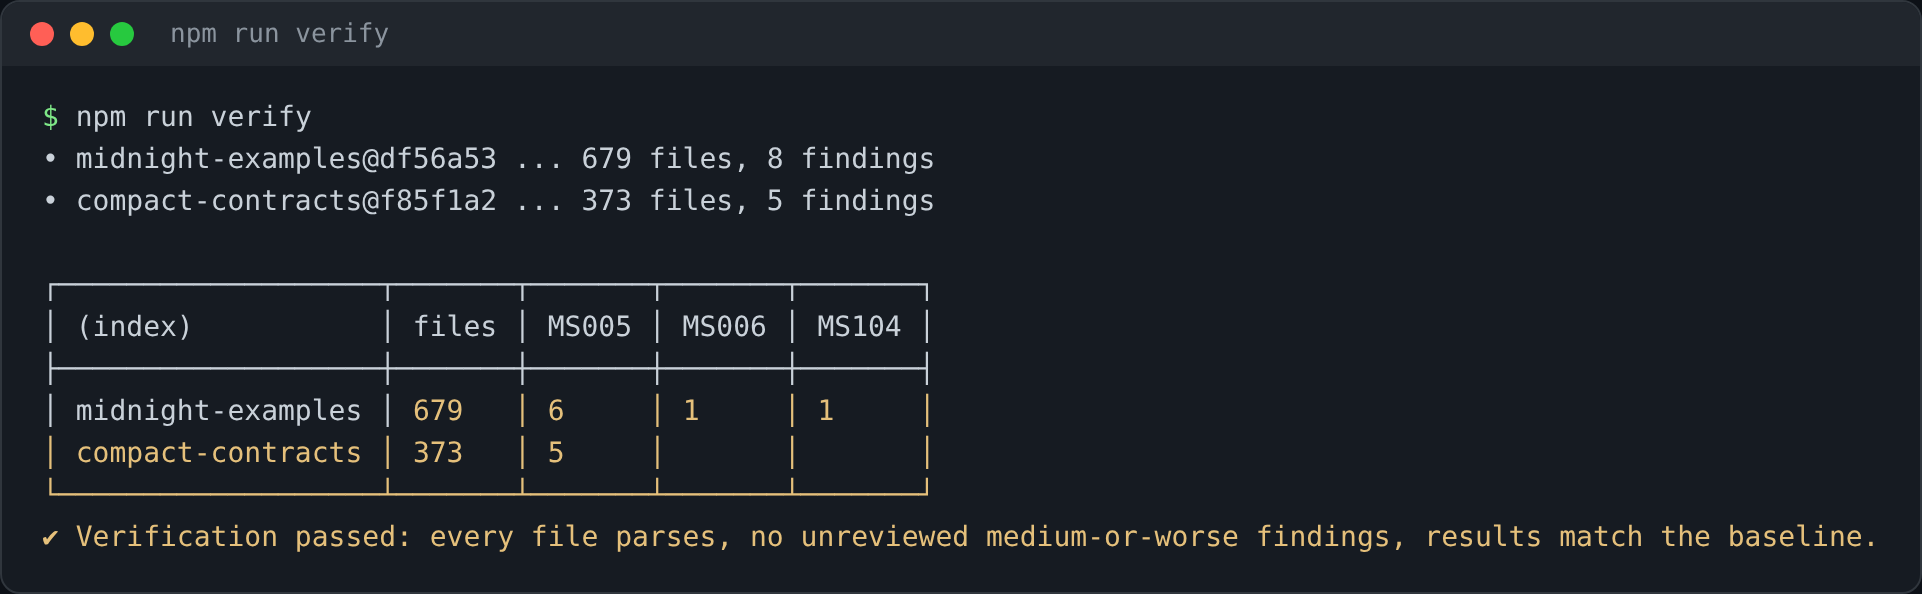 npm run verify
$ npm run verify
• midnight-examples@df56a53 ... 679 files, 8 findings
• compact-contracts@f85f1a2 ... 373 files, 5 findings
(index) files MS005 MS006 MS104
midnight-examples 679 6 1 1
compact-contracts 373 5
✔ Verification passed: every file parses, no unreviewed medium-or-worse findings, results match the baseline.